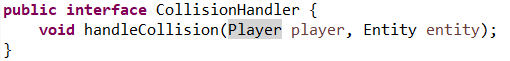 public interface CollisionHandler {
    void handleCollision(Player player, Entity entity);
}